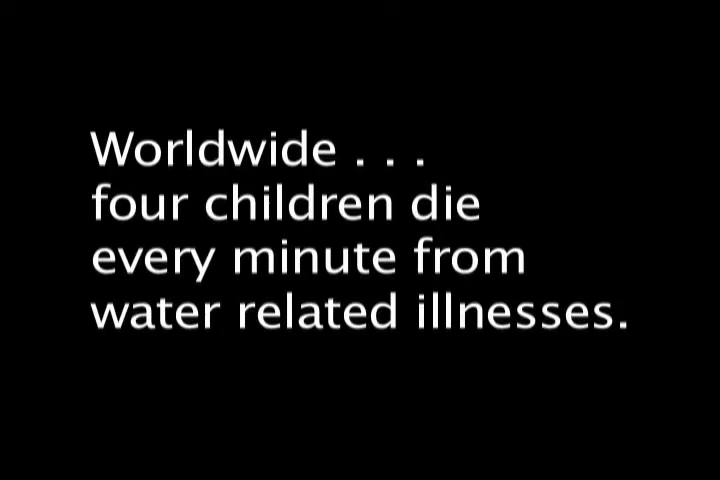 Worldwide . . .
four children die
every minute from
water related illnesses.